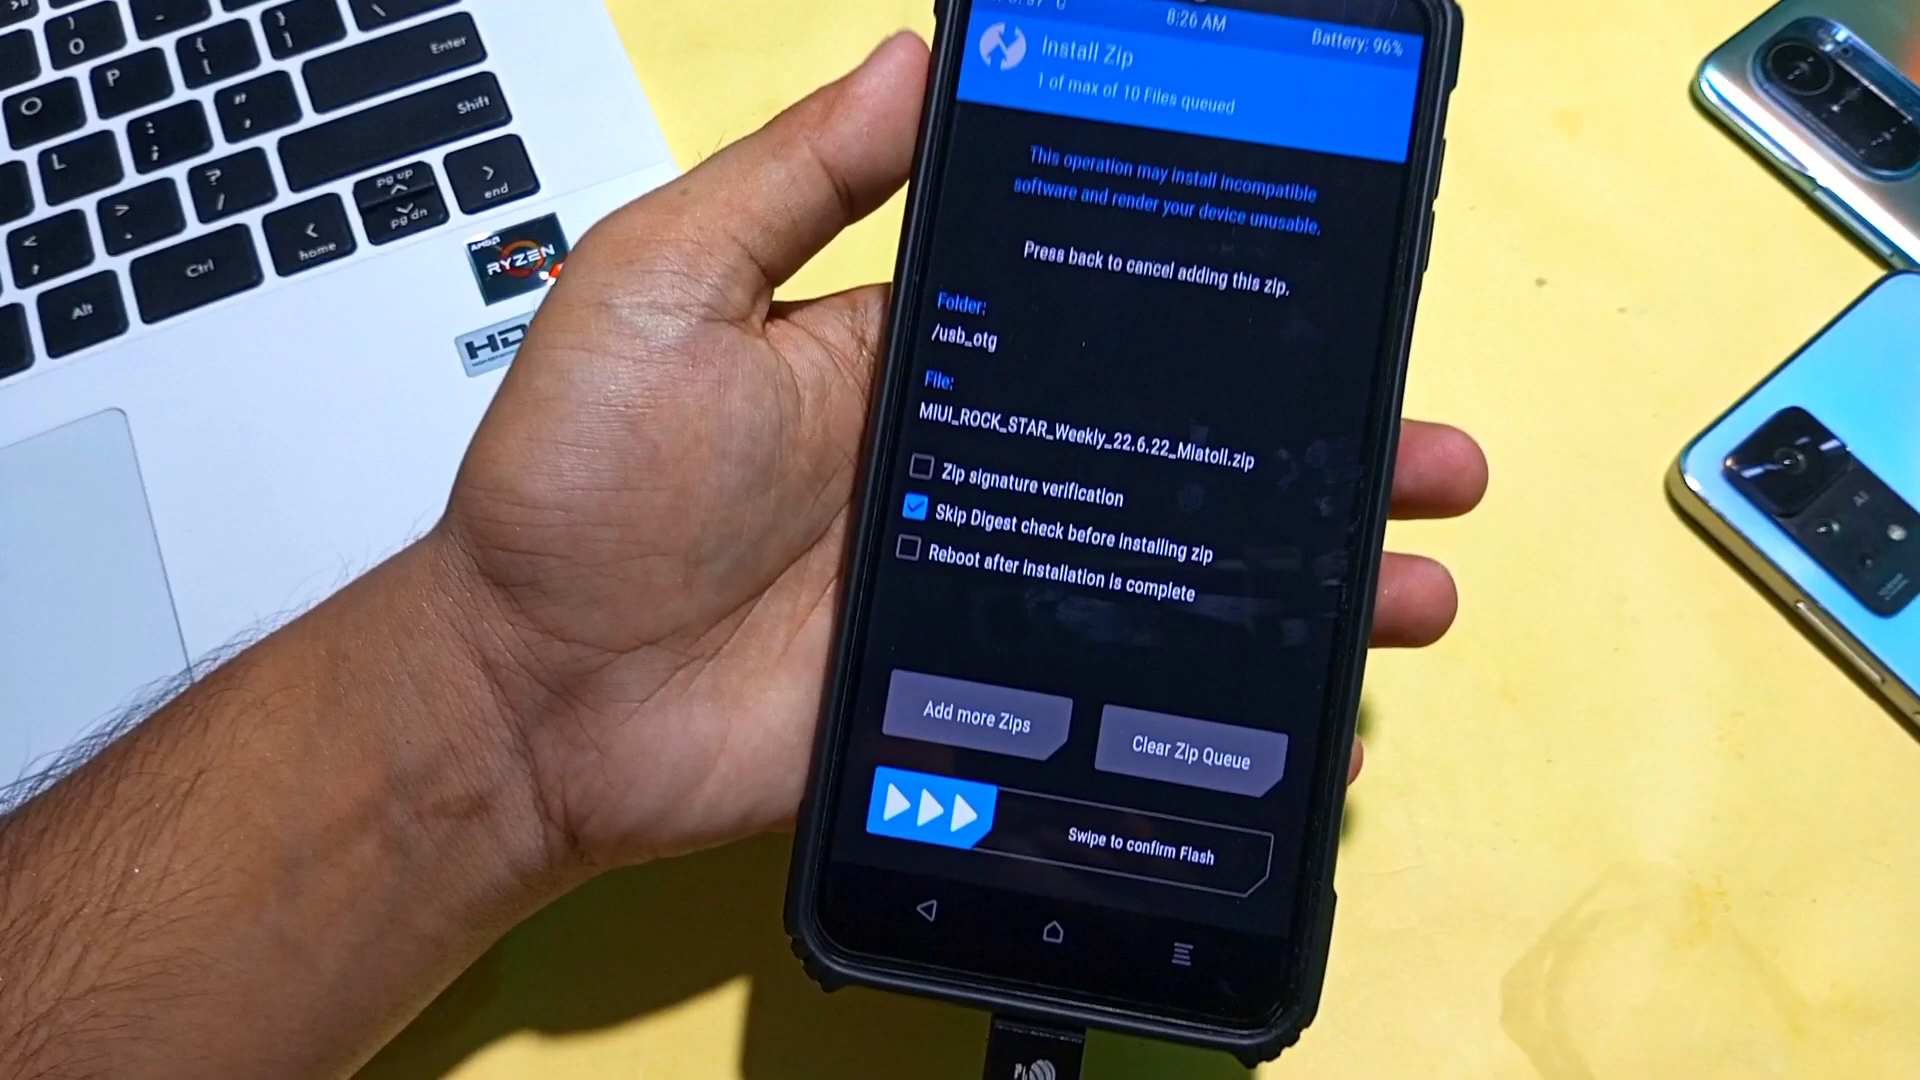 8:26 AM
Battery: 96%
Install Zip
1 of max of 10 Files queued
This operation may install incompatible
software and render your device unusable.
Press back to cancel adding this zip.
Folder:
/usb_otg
File:
MIUI_ROCK_STAR_Weekly_22.6.22_Miatoll.zip
Zip signature verification
Skip Digest check before installing zip
Reboot after installation is complete
Add more Zips
Clear Zip Queue
Swipe to confirm Flash
Enter
Shift
P
O
L
pg up
pg dn
home
end
Ctrl
Alt
AMD
RYZEN
HD
AI